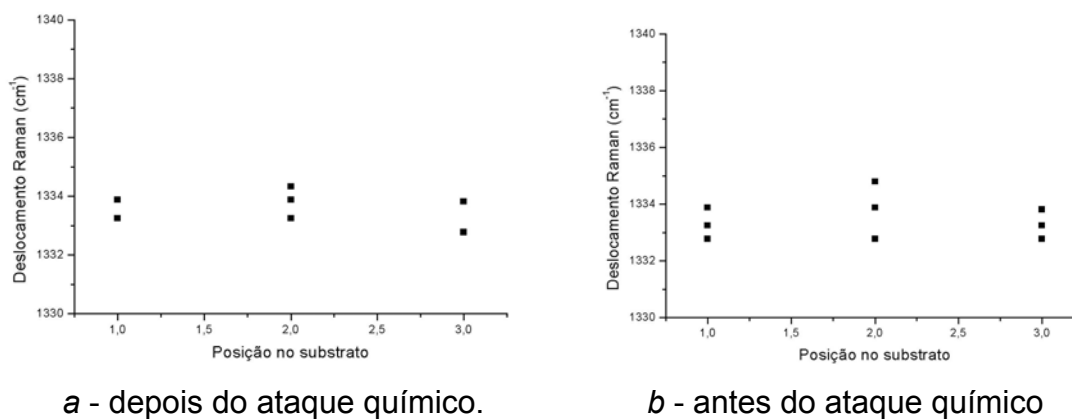 1340
1338
1336
1334
1332
1330
Deslocamento Raman (cm-1)
1,0 1,5 2,0 2,5 3,0
Posição no substrato
a - depois do ataque químico.
1340
1338
1336
1334
1332
1330
Deslocamento Raman (cm-1)
1,0 1,5 2,0 2,5 3,0
Posição no substrato
b - antes do ataque químico